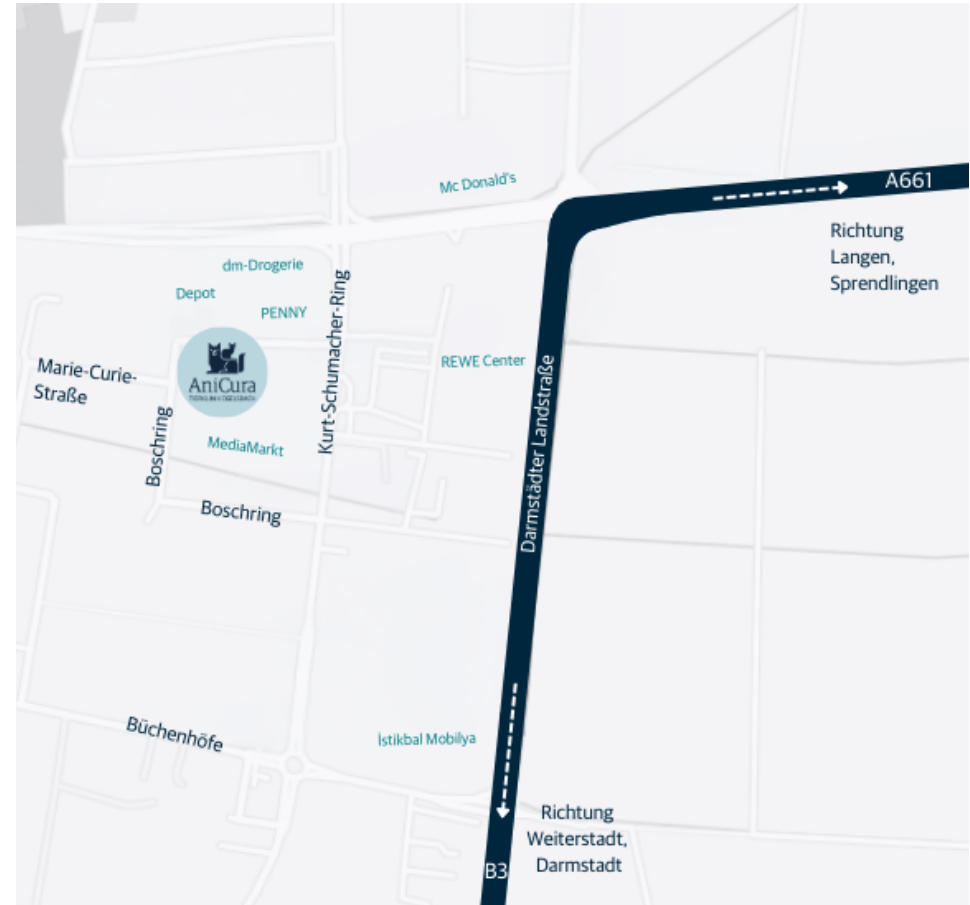 Mc Donald's
A661
Richtung
Langen,
Sprendlingen
dm-Drogerie
Depot
PENNY
Kurt-Schumacher-Ring
REWE Center
Marie-Curie-
Straße
AniCura
Darmstädter Landstraße
Boschring
MediaMarkt
Boschring
Büchenhöfe
İstikbal Mobilya
Richtung
Weiterstadt,
Darmstadt
B3